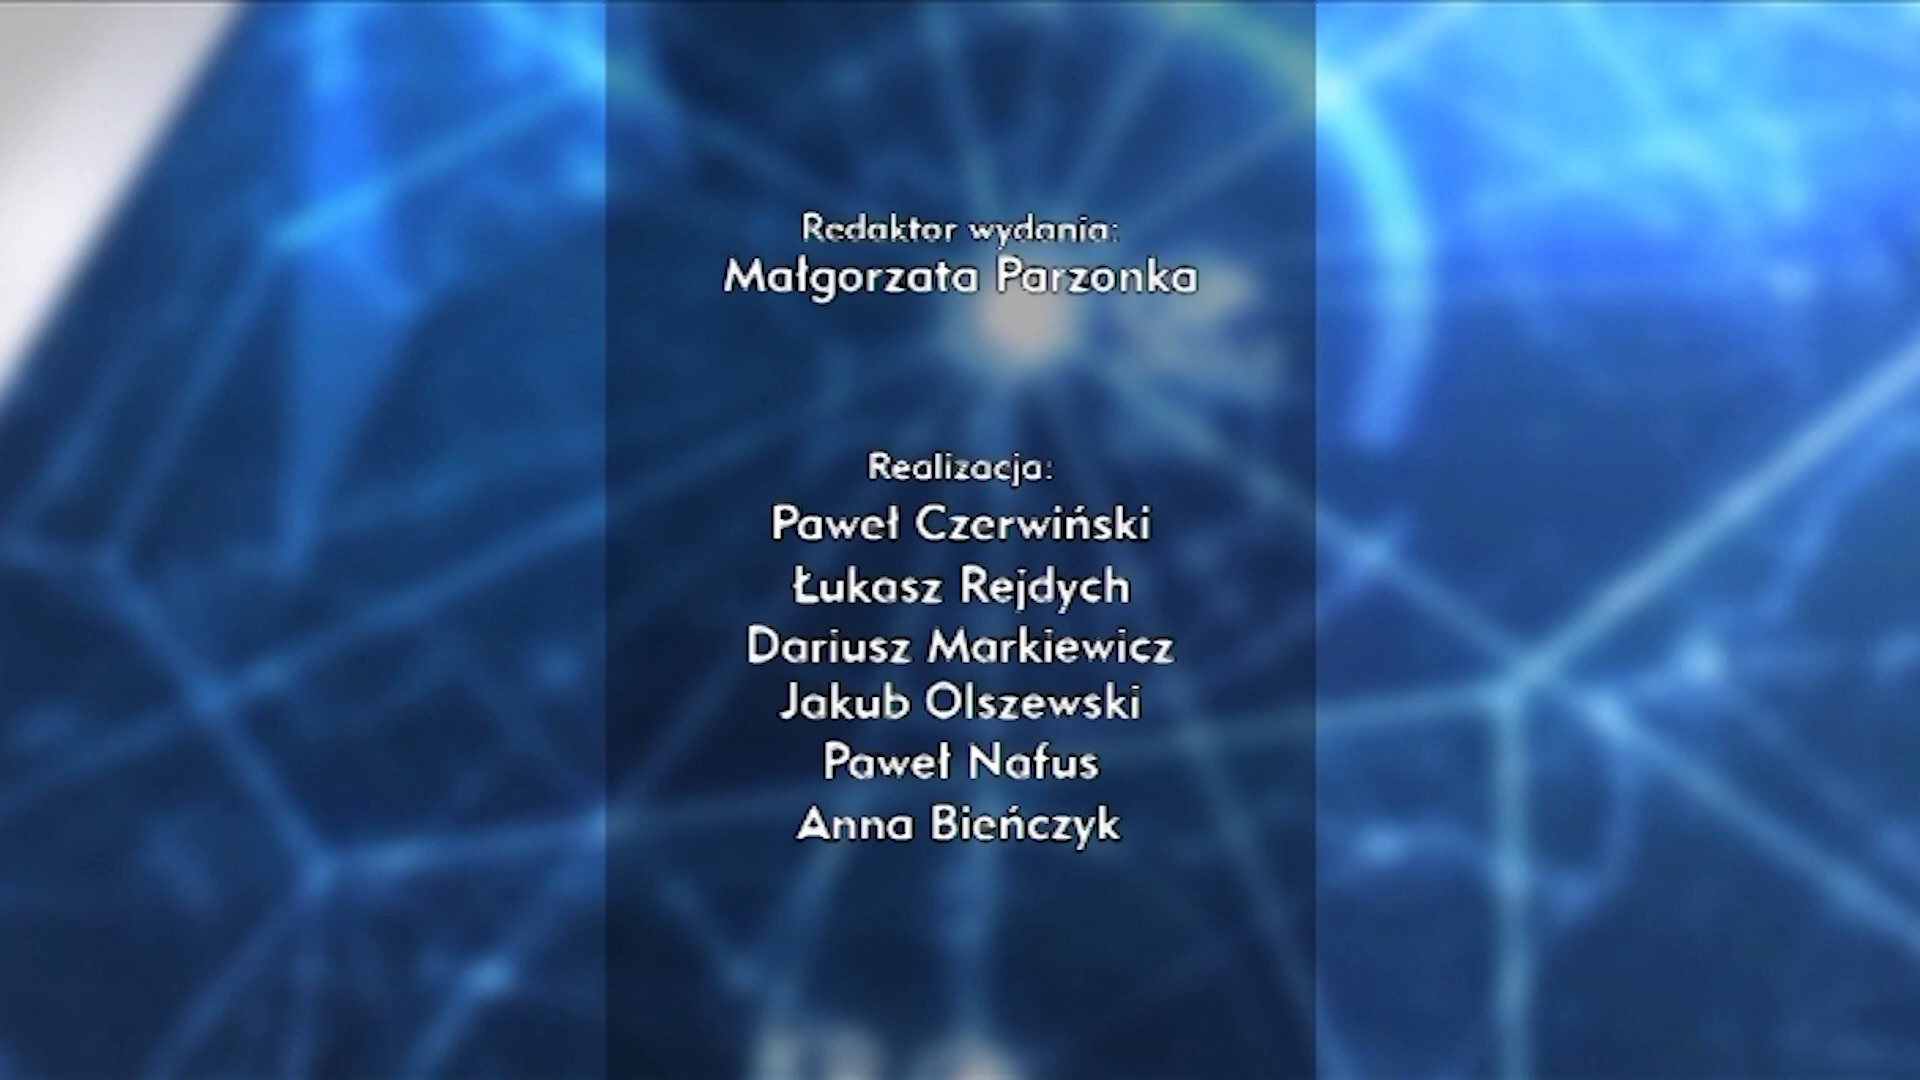 Redaktor wydania:
Małgorzata Parzonka
Realizacja:
Paweł Czerwiński
Łukasz Rejdych
Dariusz Markiewicz
Jakub Olszewski
Paweł Nafus
Anna Bieńczyk